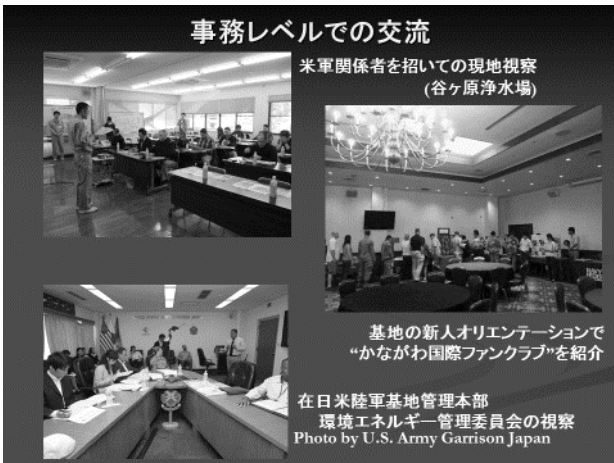 事務レベルでの交流
米軍関係者を招いての現地視察
(谷ヶ原浄水場)
基地の新人オリエンテーションで
“かながわ国際ファンクラブ”を紹介
在日米陸軍基地管理本部
環境エネルギー管理委員会の視察
Photo by U.S. Army Garrison Japan